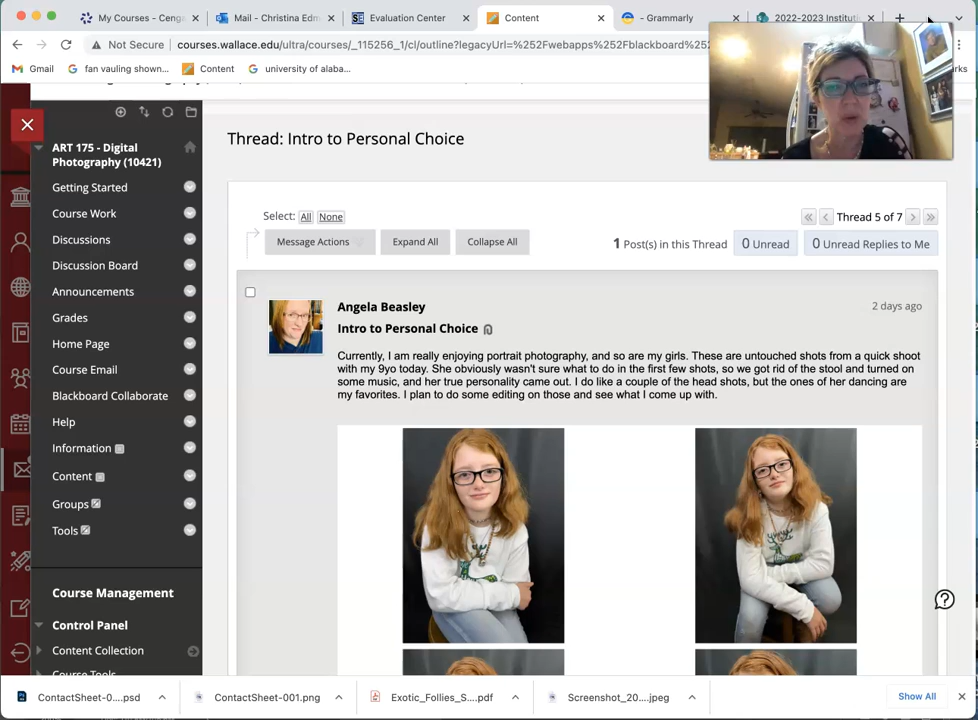 My Courses - Ceng
Mail - Christina Edm
Evaluation Center
Content
- Grammarly
2022-2023 Instituti
Not Secure
courses.wallace.edu/ultra/courses/_115256_1/cl/outline?legacyUrl=%252Fwebapps%252Fblackboard%252
Gmail
fan vauling shown...
Content
university of alaba...
ART 175 - Digital
Photography (10421)
Getting Started
Course Work
Discussions
Discussion Board
Announcements
Grades
Home Page
Course Email
Blackboard Collaborate
Help
Information
Content
Groups
Tools
Course Management
Control Panel
Content Collection
Course Tools
Thread: Intro to Personal Choice
Select: All None
Thread 5 of 7
Message Actions
Expand All
Collapse All
1 Post(s) in this Thread
0 Unread
0 Unread Replies to Me
Angela Beasley
2 days ago
Intro to Personal Choice
Currently, I am really enjoying portrait photography, and so are my girls. These are untouched shots from a quick shoot
with my 9yo today. She obviously wasn't sure what to do in the first few shots, so we got rid of the stool and turned on
some music, and her true personality came out. I do like a couple of the head shots, but the ones of her dancing are
my favorites. I plan to do some editing on those and see what I come up with.
ContactSheet-0....psd
ContactSheet-001.png
Exotic_Follies_S....pdf
Screenshot_20....jpeg
Show All